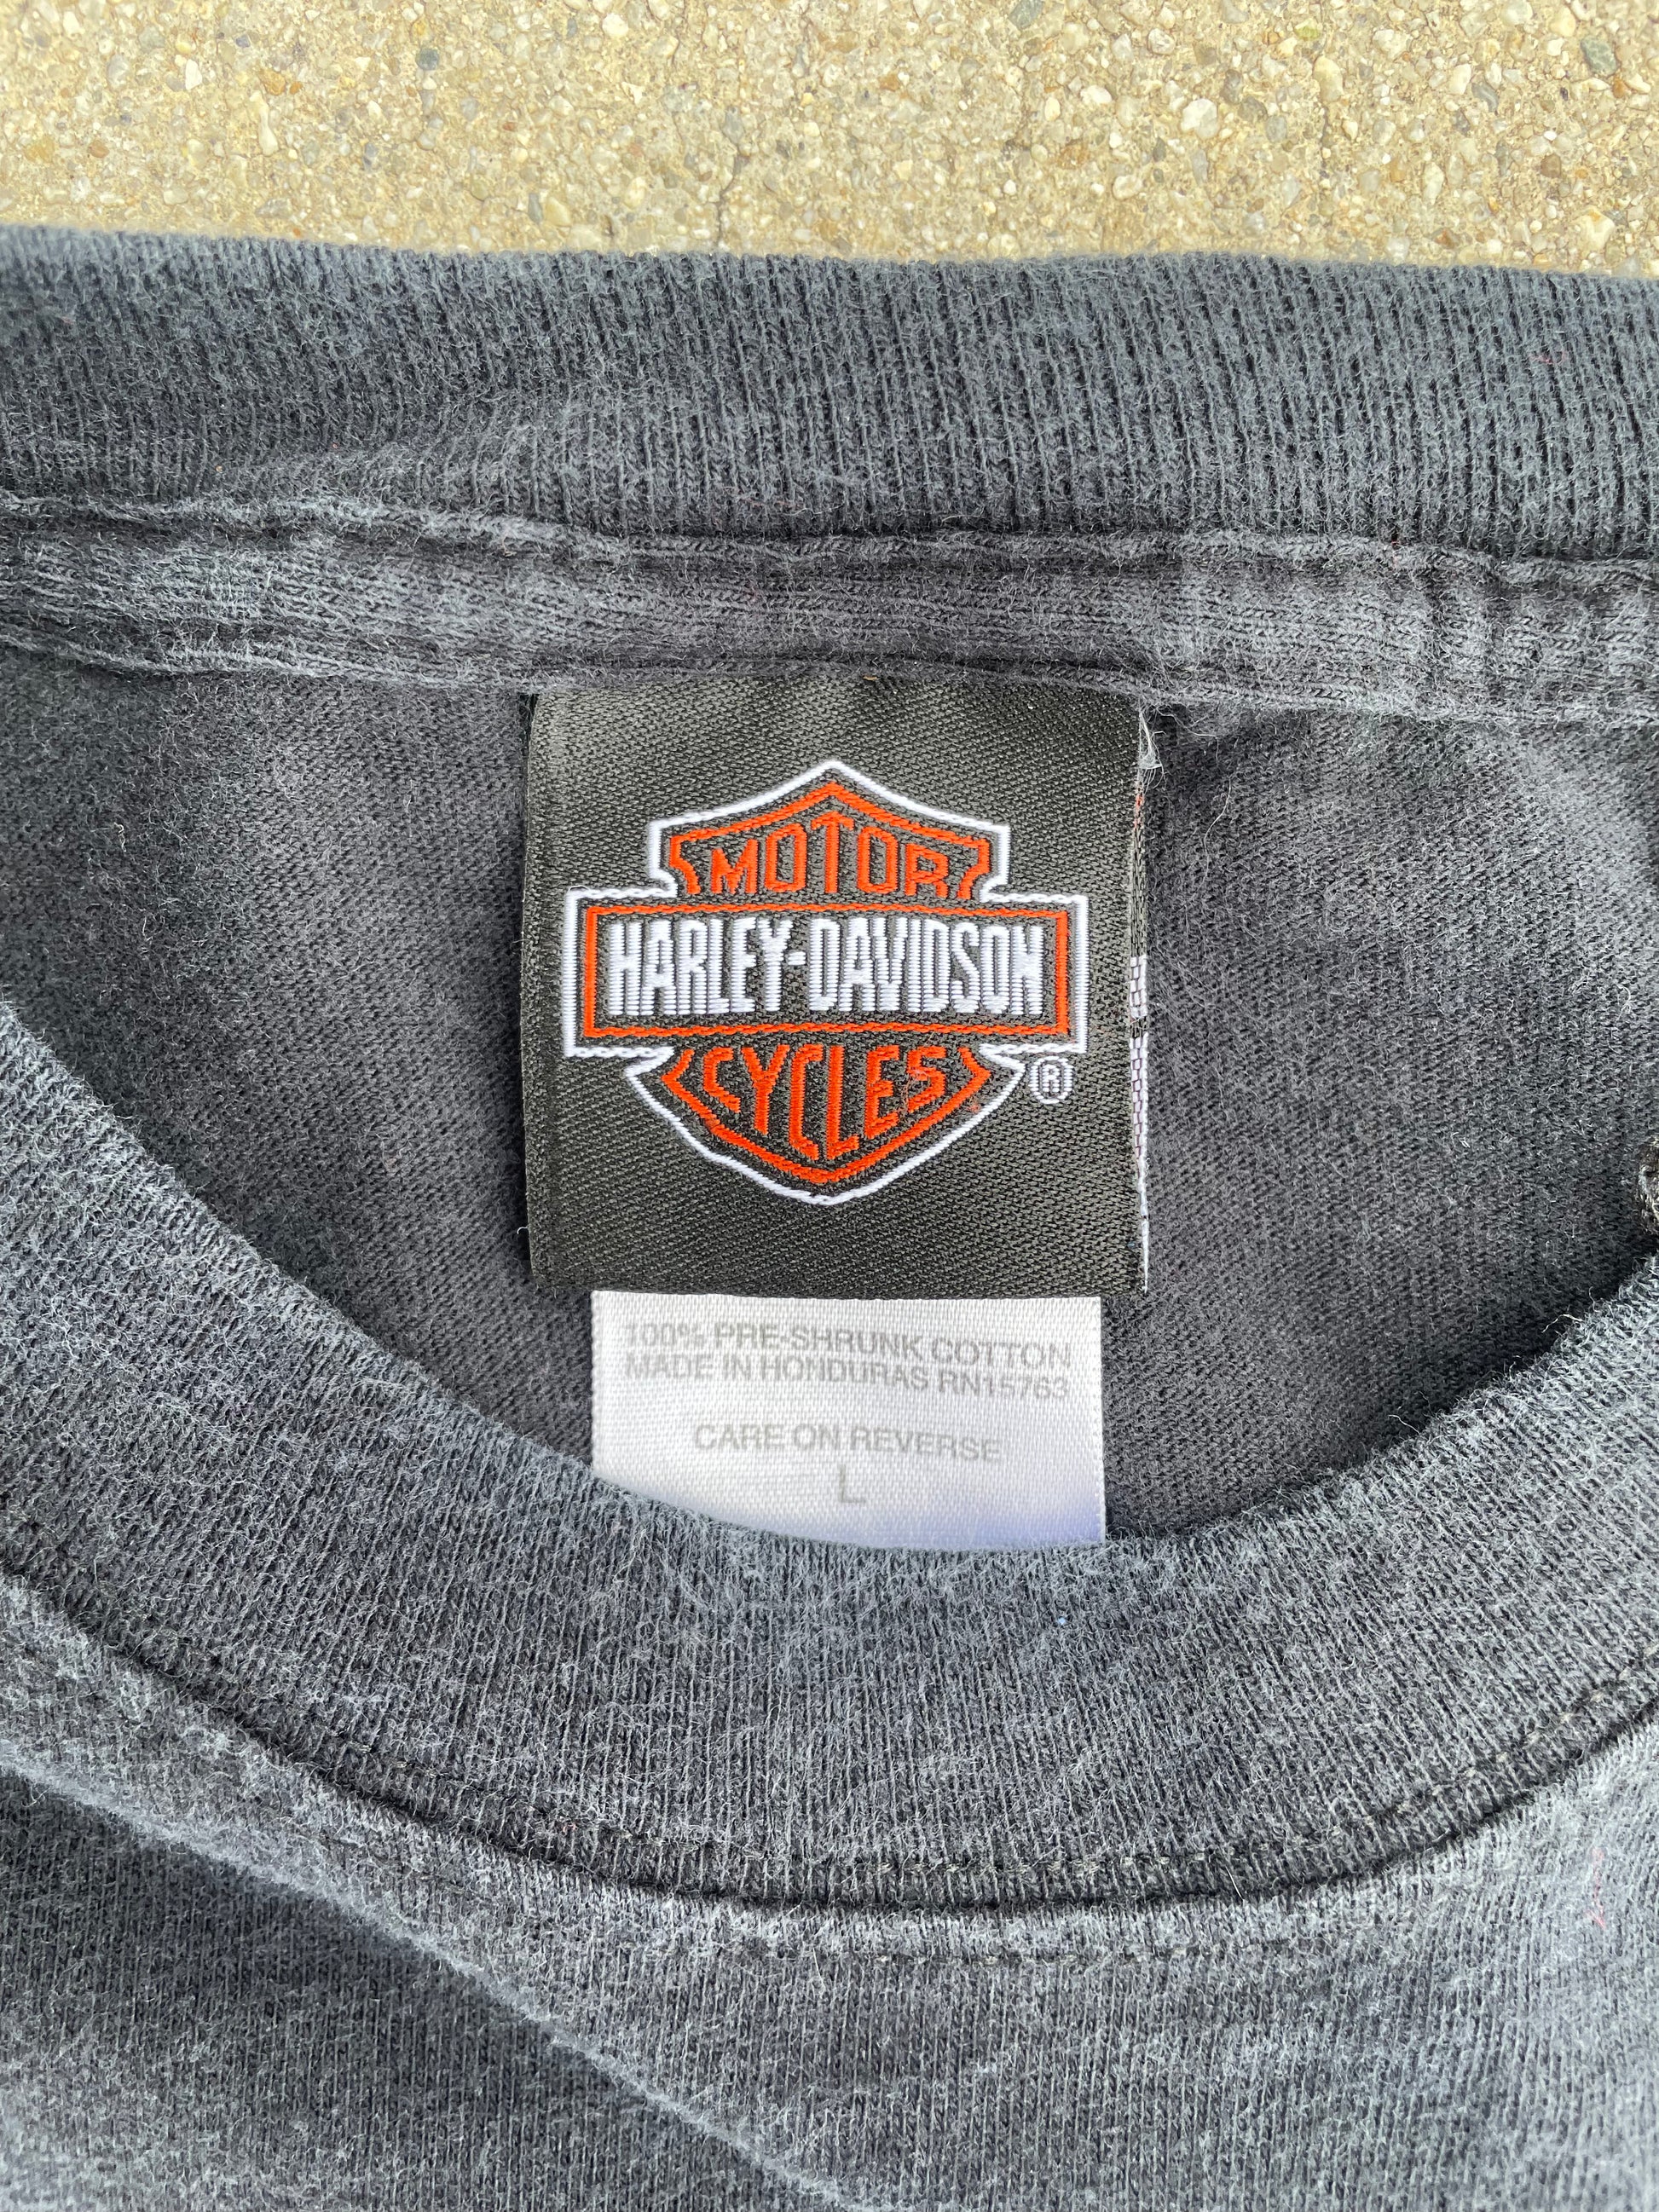 MOTOR
HARLEY-DAVIDSON
CYCLES
®
100% PRE-SHRUNK COTTON
MADE IN HONDURAS RN15763
CARE ON REVERSE
L